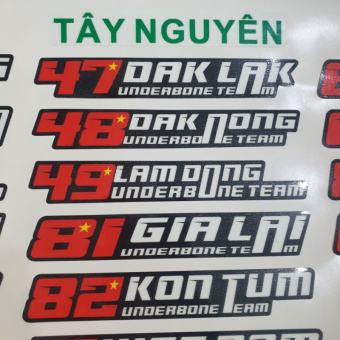 TÂY NGUYÊN
47 DAK LAK
UNDERBONE TEAm
48 DAK NONG
UNDERBONE TEAM
49 LAM DONG
UNDERBONE TEAM
81 GIA LAI
UNDERBONE TEAm
82 KON TUM
UNDERBONE TEAM